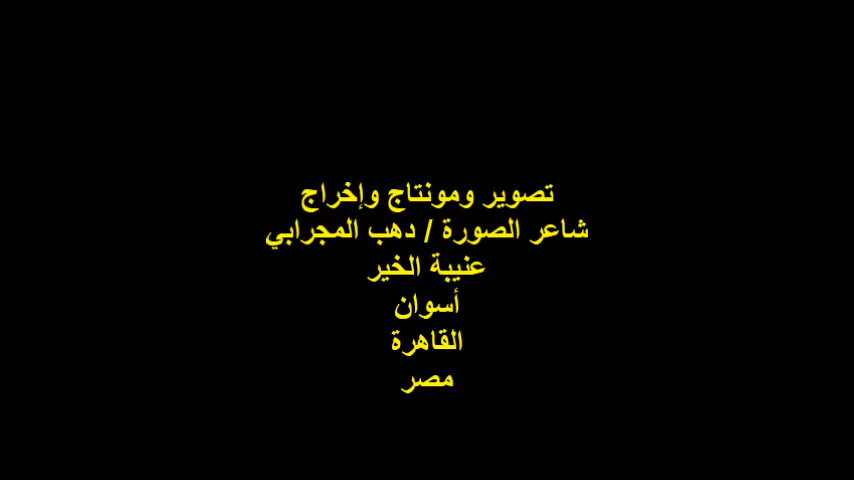 تصوير ومونتاج وإخراج
شاعر الصورة / دهب المجرابي
عنيبة الخير
أسوان
القاهرة
مصر